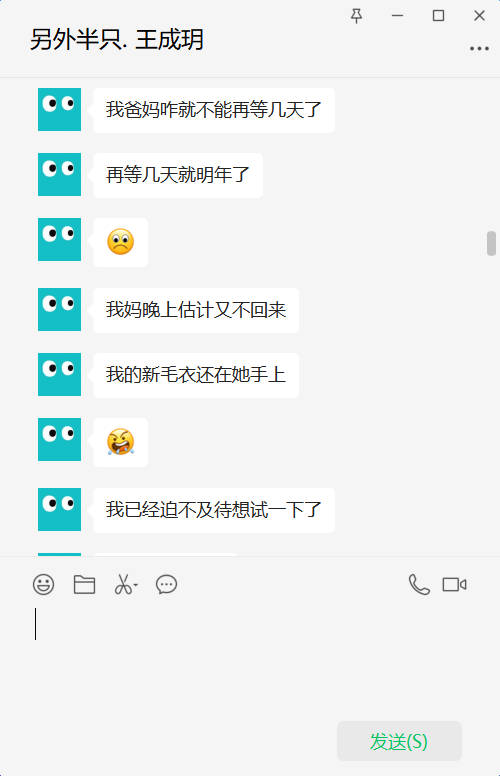 另外半只. 王成玥
我爸妈咋就不能再等几天了
再等几天就明年了
我妈晚上估计又不回来
我的新毛衣还在她手上
我已经迫不及待想试一下了
发送(S)